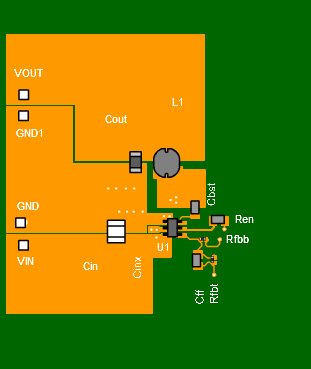 VOUT
L1
Cout
GND1
Cbst
GND
Ren
Rfbb
U1
VIN
Cin
Cinx
Cff
Rfbt